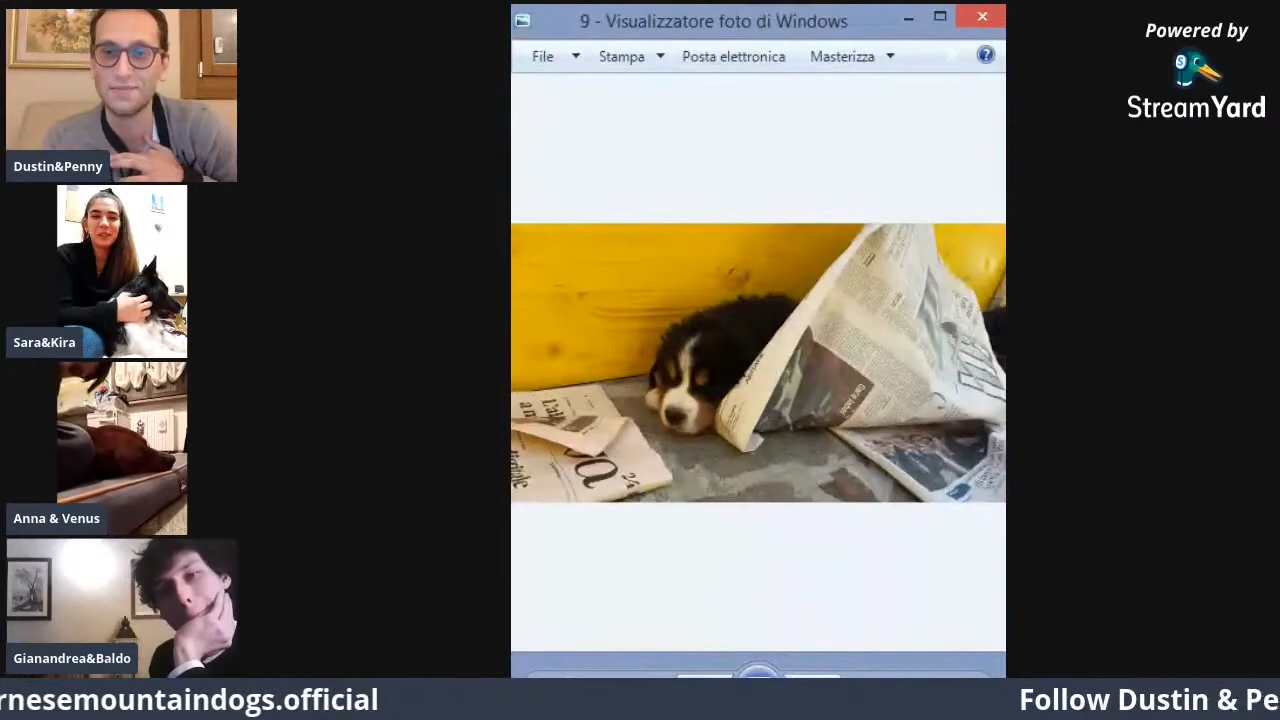 9 - Visualizzatore foto di Windows
File Stampa Posta elettronica Masterizza
Powered by
StreamYard
Dustin&Penny
Sara&Kira
Anna & Venus
Gianandrea&Baldo
rnesemountaindogs.official
Follow Dustin & Pe